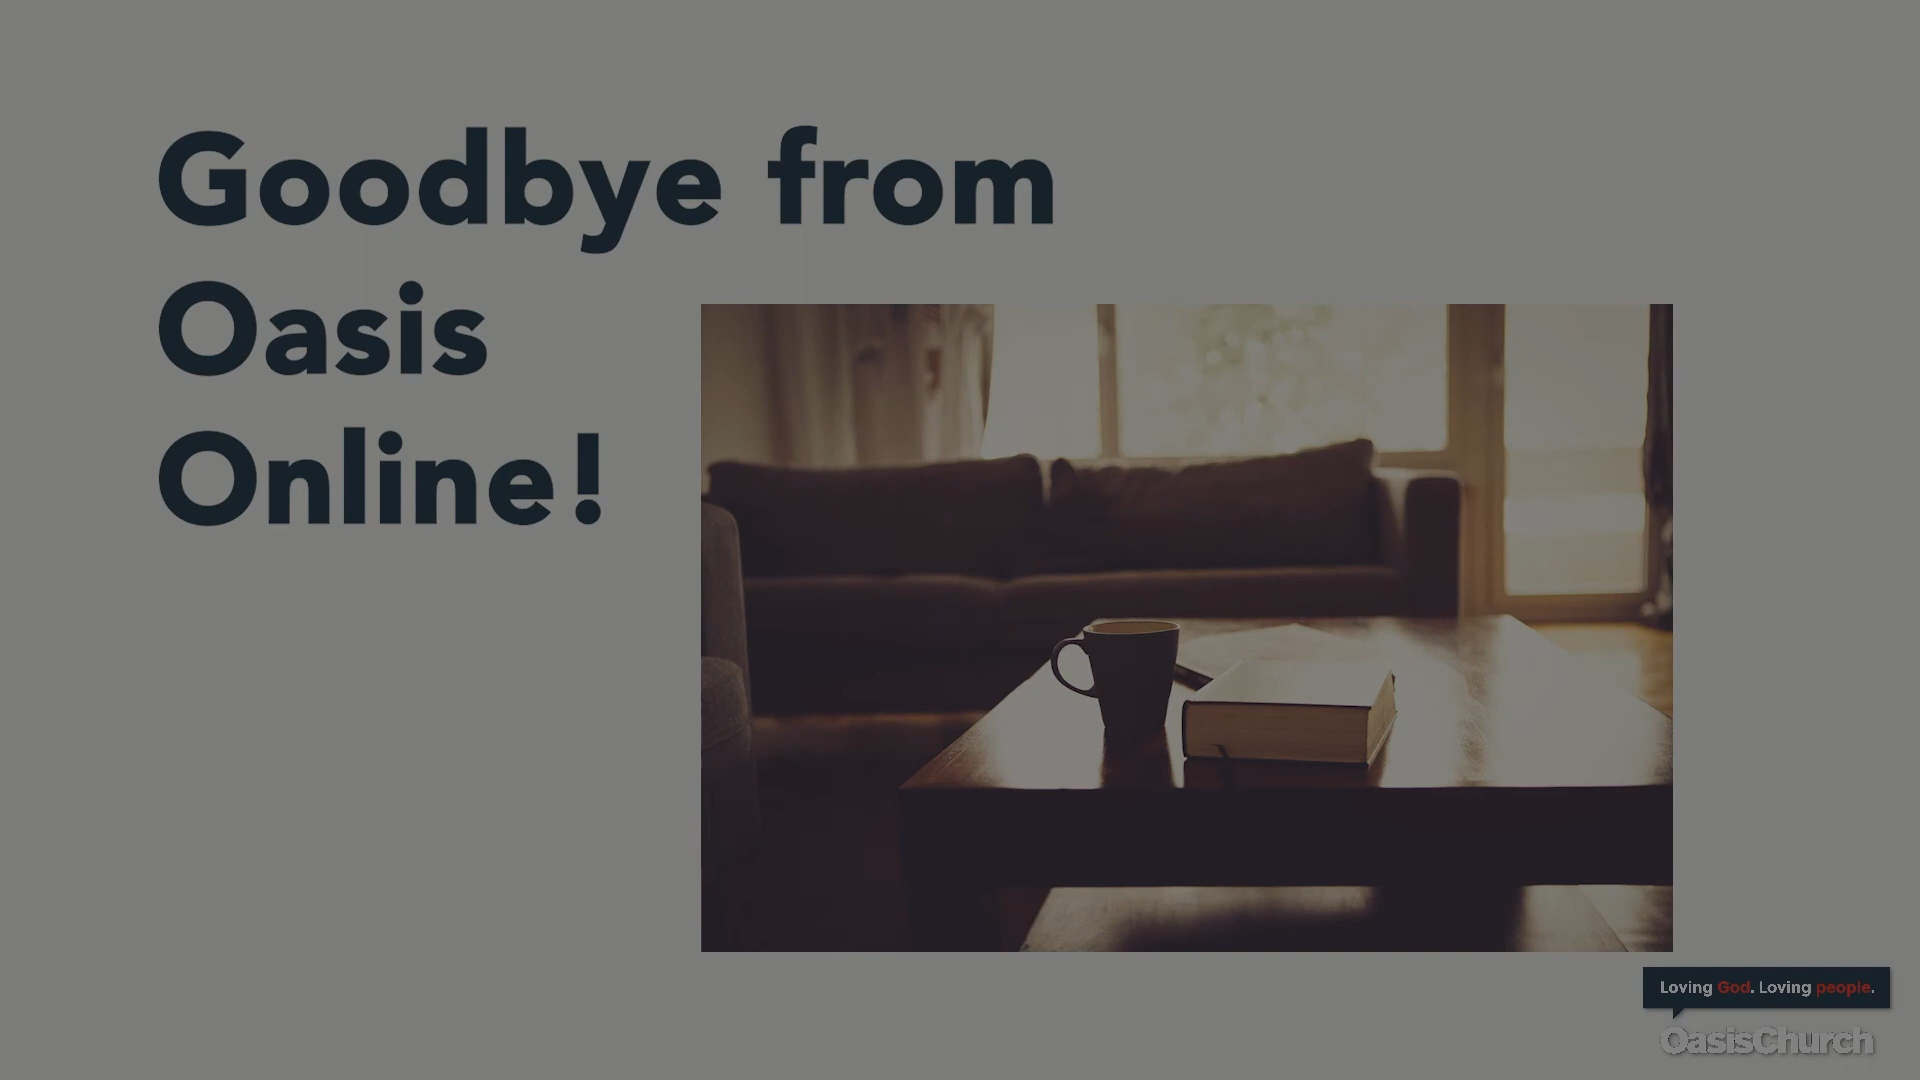 Goodbye from
Oasis
Online!
Loving God. Loving people.
OasisChurch